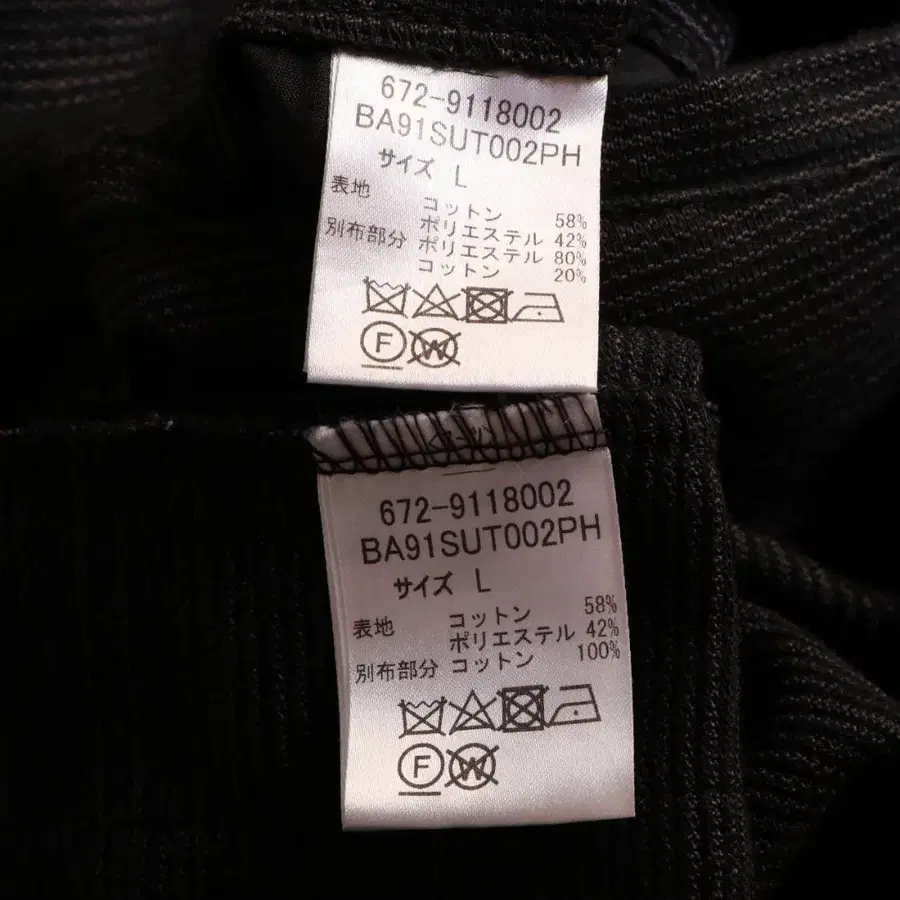 672-9118002
BA91SUT002PH
サイズ L
表地 コットン 58%
ポリエステル 42%
別布部分 ポリエステル 80%
コットン 20%
F W
672-9118002
BA91SUT002PH
サイズ L
表地 コットン 58%
ポリエステル 42%
別布部分 コットン 100%
F W